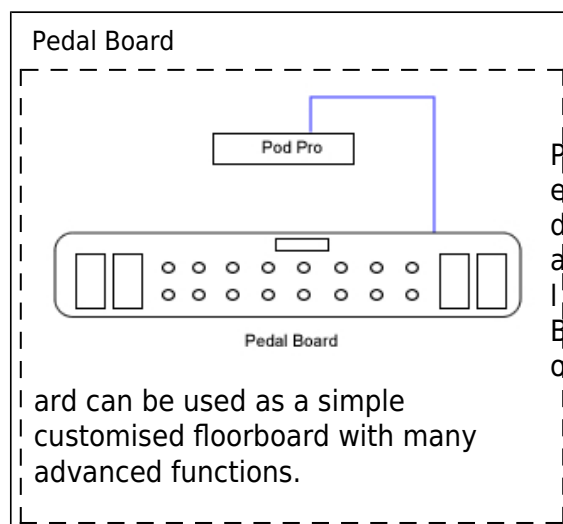 Pedal Board
Pod Pro
Pedal Board
P
e
d
a
l
B
o
ard can be used as a simple
customised floorboard with many
advanced functions.